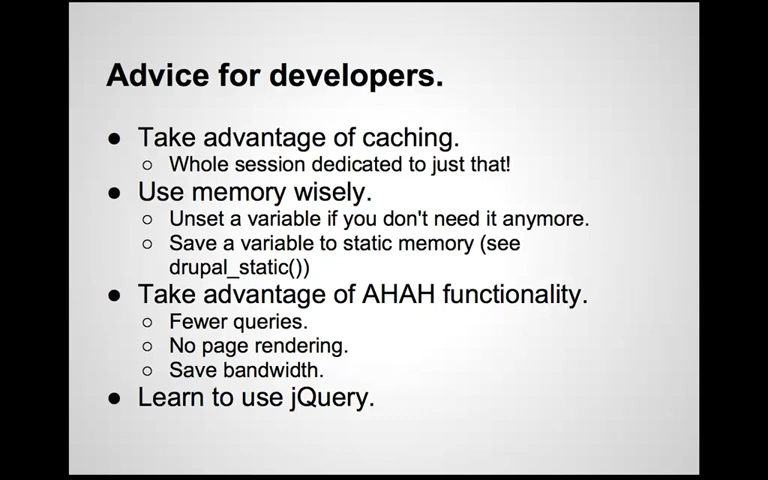 Advice for developers.
● Take advantage of caching.
○ Whole session dedicated to just that!
● Use memory wisely.
○ Unset a variable if you don't need it anymore.
○ Save a variable to static memory (see
drupal_static())
● Take advantage of AHAH functionality.
○ Fewer queries.
○ No page rendering.
○ Save bandwidth.
● Learn to use jQuery.